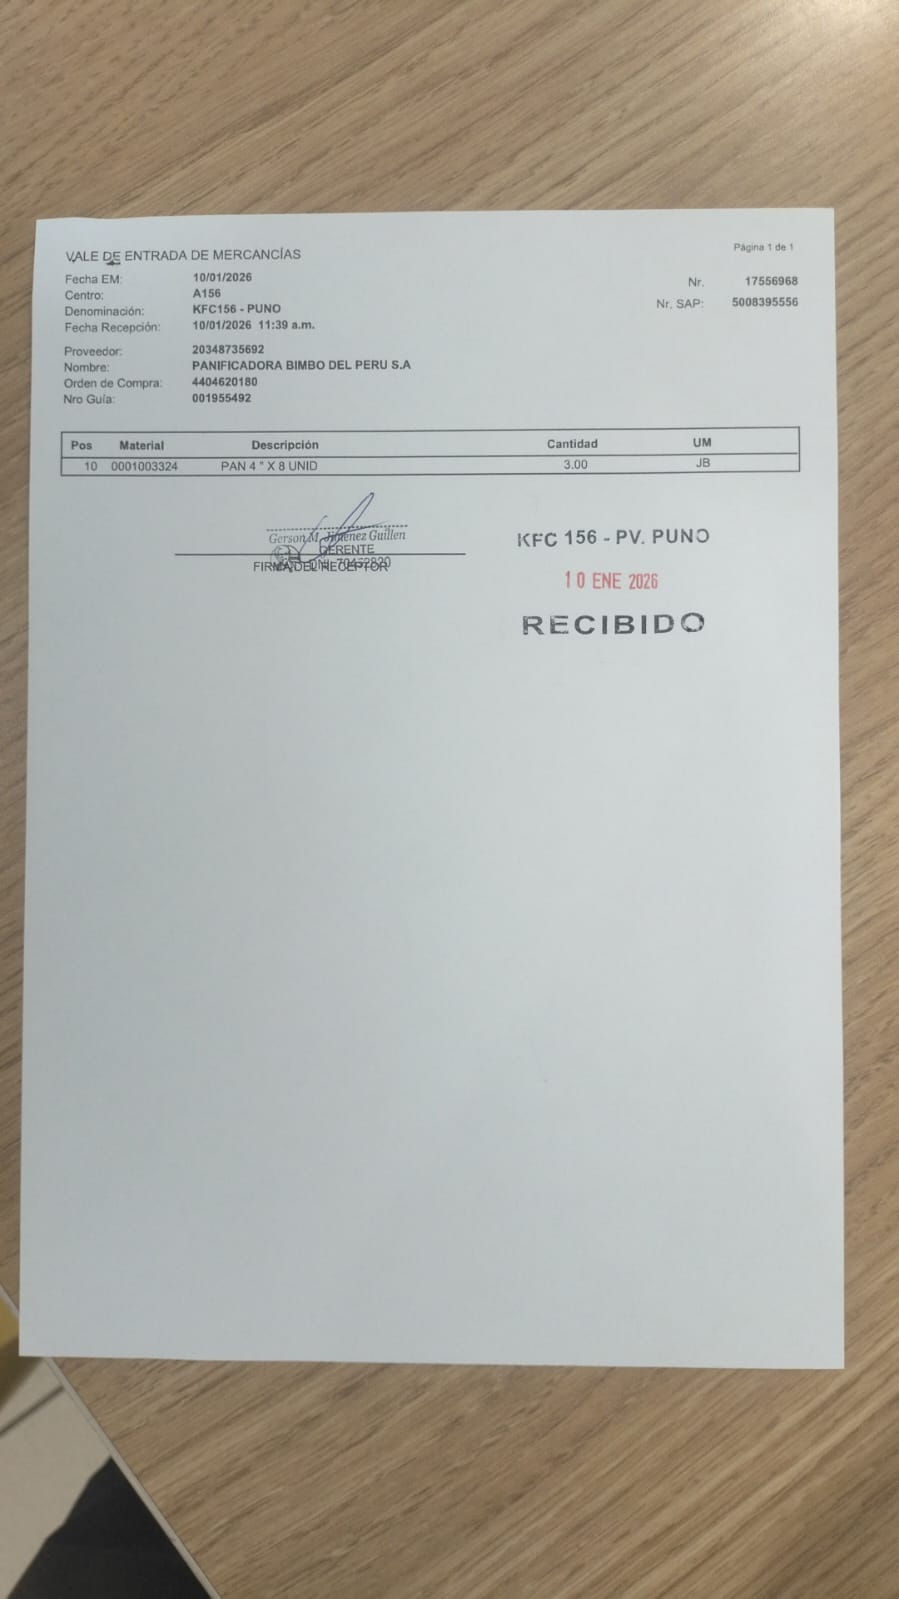 VALE DE ENTRADA DE MERCANCÍAS
Página 1 de 1
Fecha EM: 10/01/2026
Nr. 17556968
Centro: A156
Nr. SAP: 5008395556
Denominación: KFC156 - PUNO
Fecha Recepción: 10/01/2026 11:39 a.m.
Proveedor: 20348735692
Nombre: PANIFICADORA BIMBO DEL PERU S.A
Orden de Compra: 4404620180
Nro Guía: 001955492
Pos Material Descripción Cantidad UM
10 0001003324 PAN 4 " X 8 UNID 3.00 JB
Gerson M. Jiménez Guillen
GERENTE
FIRMA DEL RECEPTOR
KFC 156 - PV. PUNO
10 ENE 2026
RECIBIDO